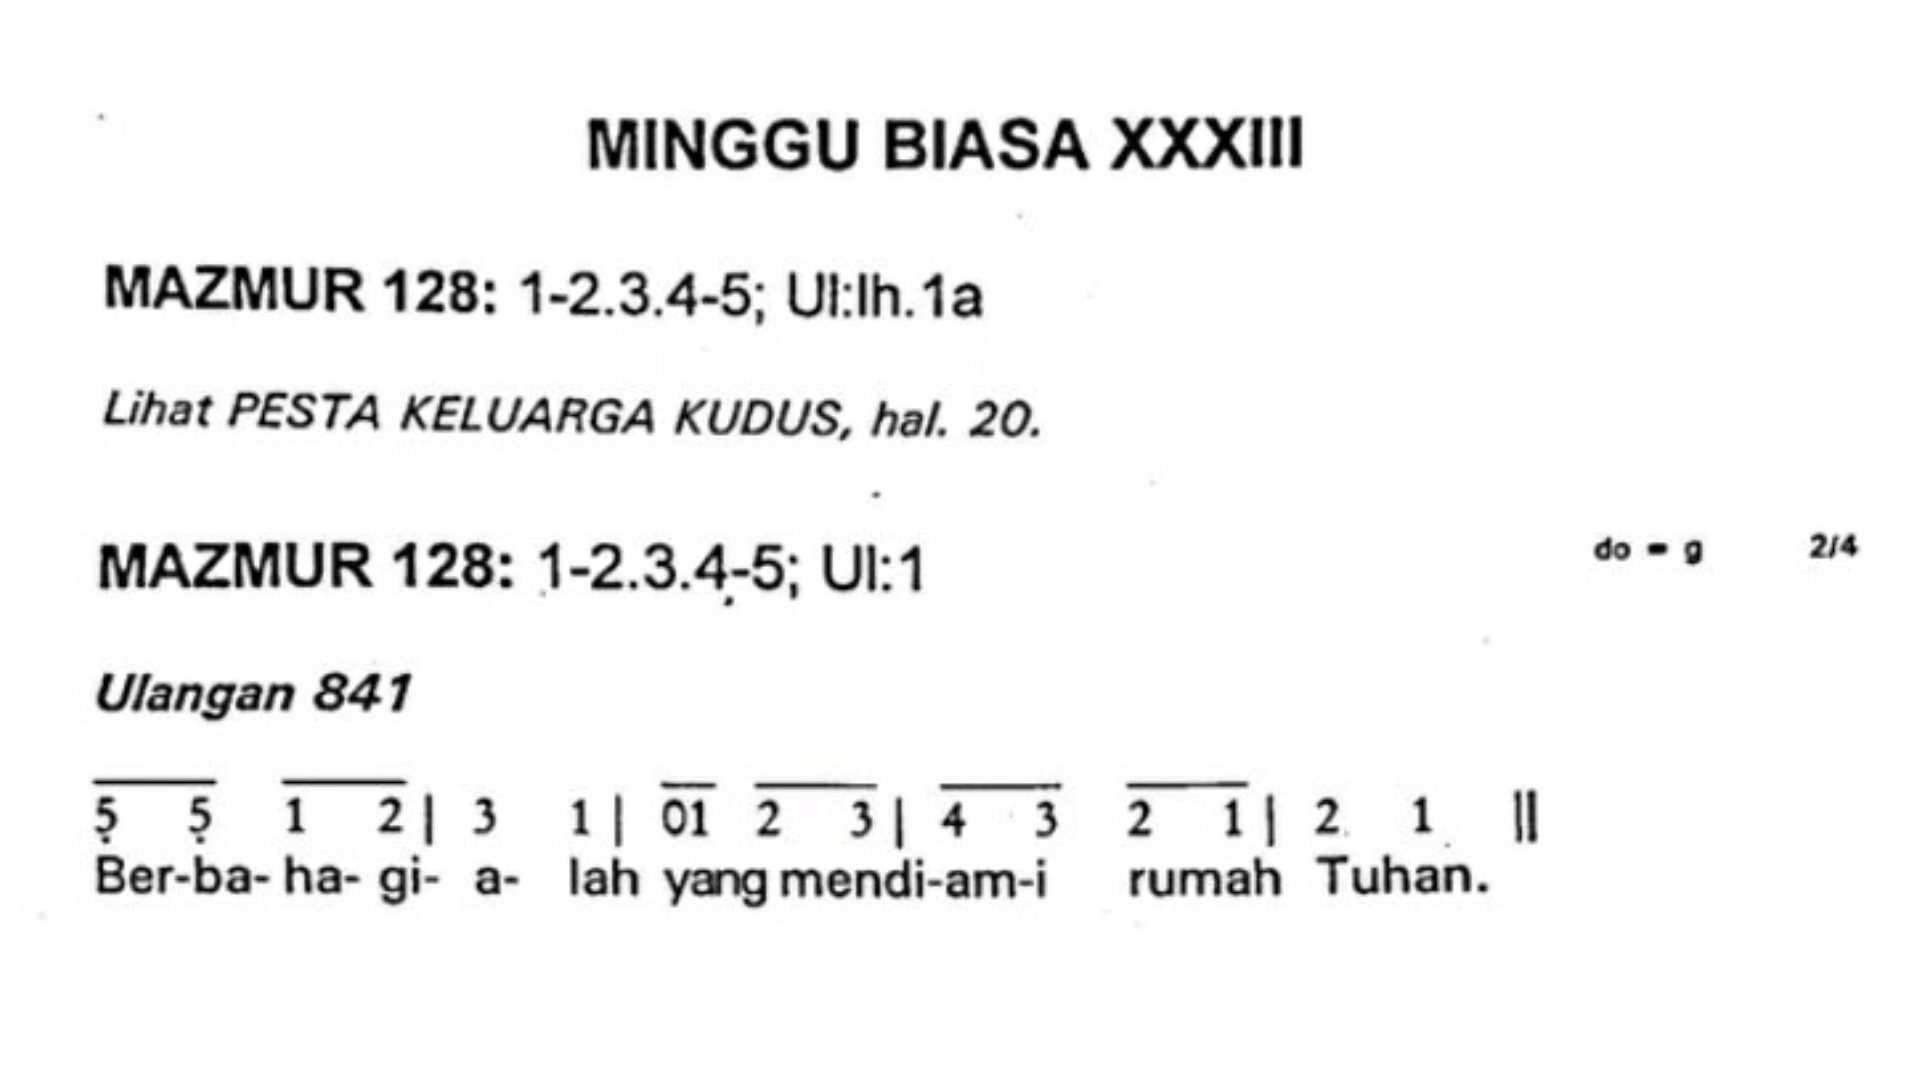 MINGGU BIASA XXXIII
MAZMUR 128: 1-2.3.4-5; Ul:lh.1a
Lihat PESTA KELUARGA KUDUS, hal. 20.
MAZMUR 128: 1-2.3.4-5; Ul:1 do = g 2/4
Ulangan 841
5̣ 5̣ 1 2 | 3 1 | 01 2 3 | 4 3 2 1 | 2 1 ||
Ber-ba- ha- gi- a- lah yang mendi-am-i rumah Tuhan.